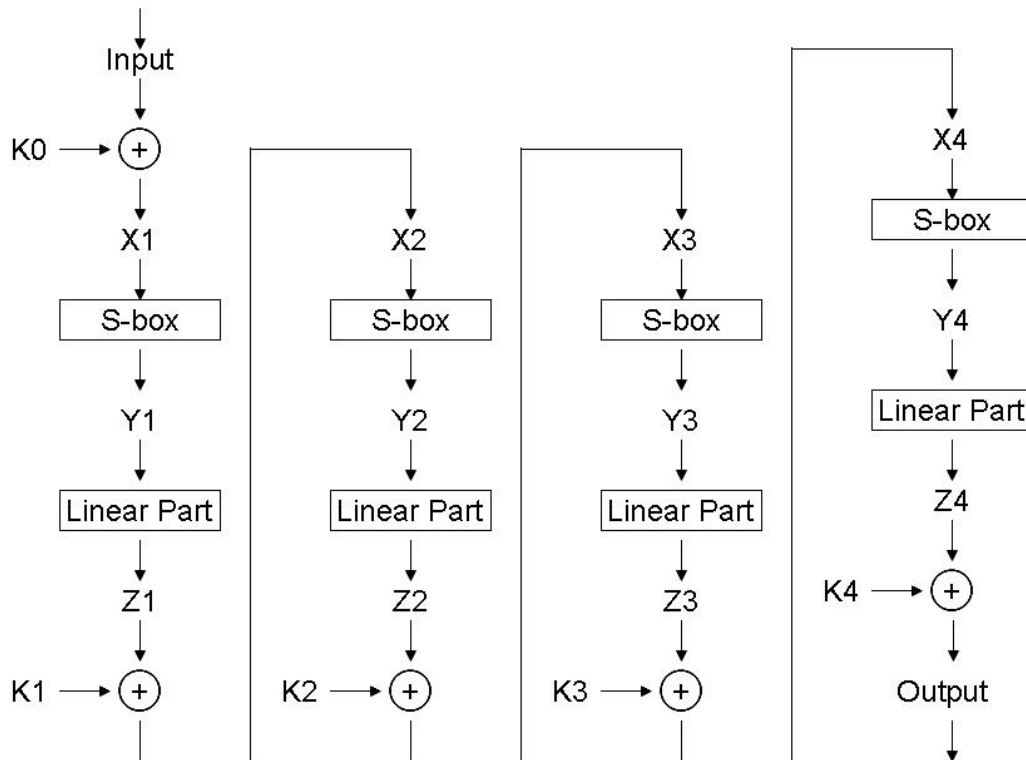 Input
K0
+
X1
S-box
Y1
Linear Part
Z1
K1
+
X2
S-box
Y2
Linear Part
Z2
K2
+
X3
S-box
Y3
Linear Part
Z3
K3
+
X4
S-box
Y4
Linear Part
Z4
K4
+
Output